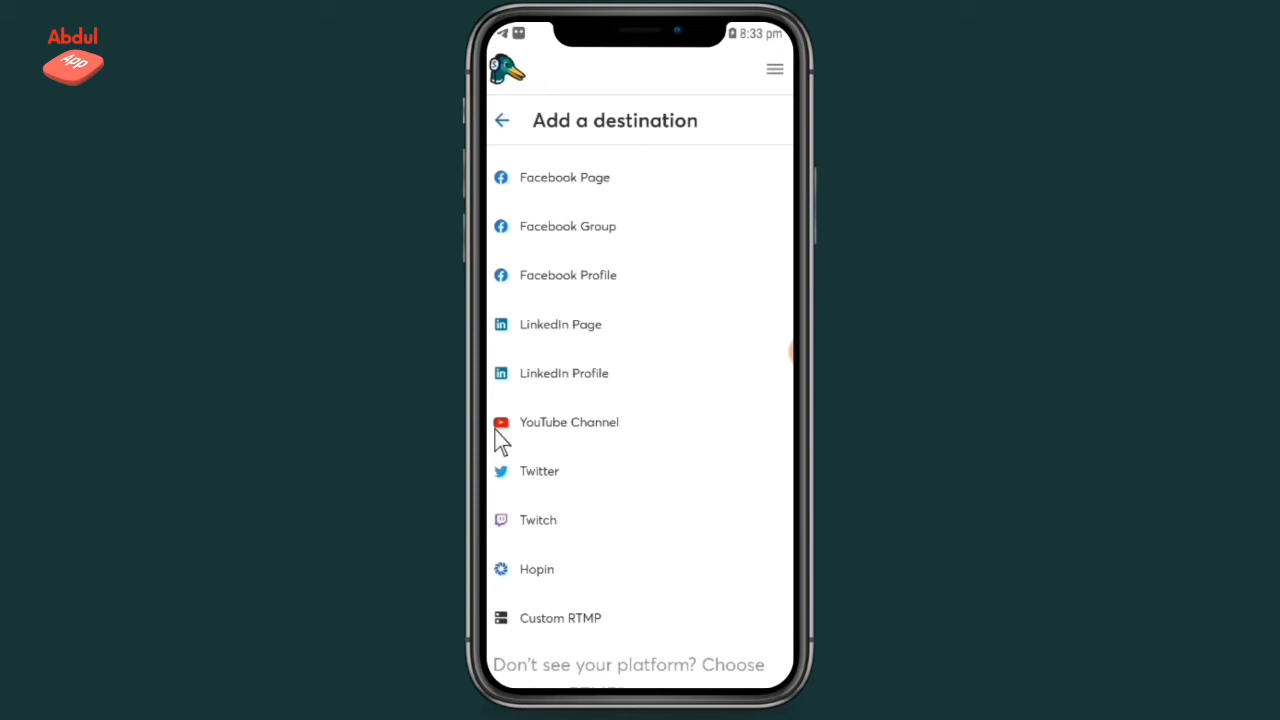 Abdul
App
8:33 pm
Add a destination
Facebook Page
Facebook Group
Facebook Profile
LinkedIn Page
LinkedIn Profile
YouTube Channel
Twitter
Twitch
Hopin
Custom RTMP
Don't see your platform? Choose